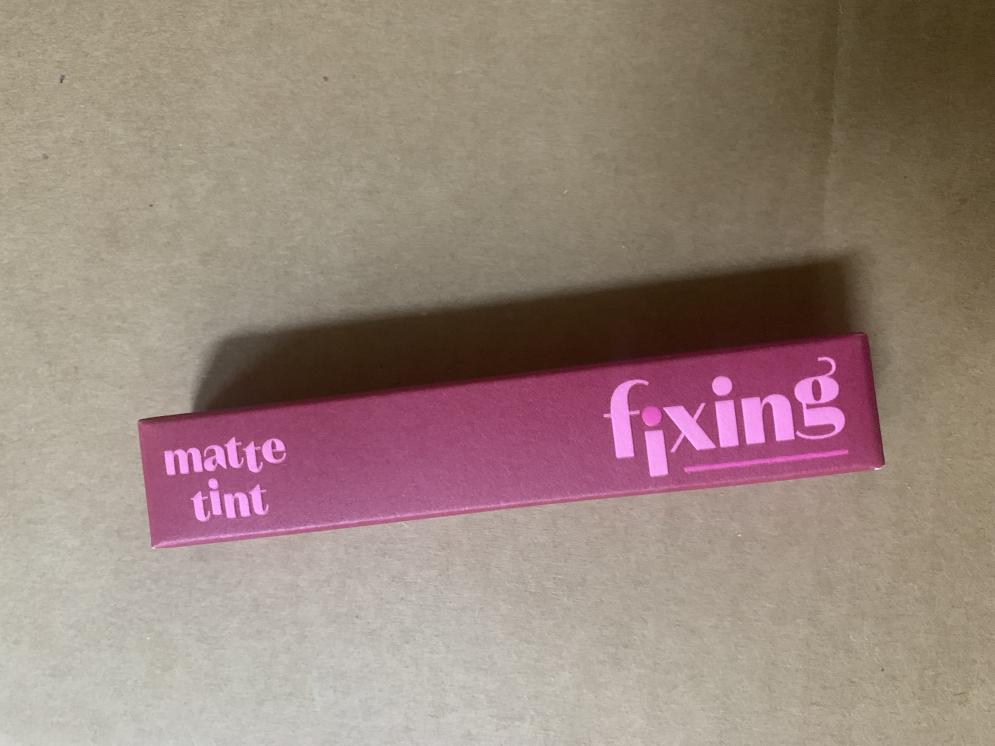 matte
tint
fixing